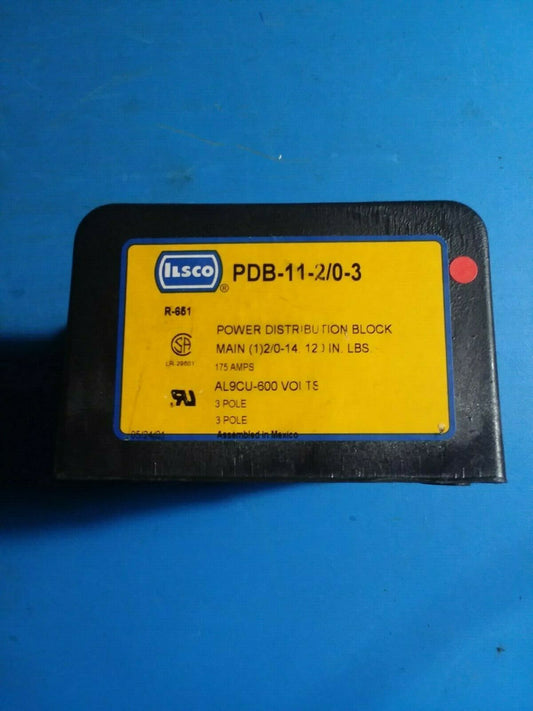 ILSCO ® PDB-11-2/0-3
R-651
POWER DISTRIBUTION BLOCK
MAIN (1)2/0-14, 120 IN. LBS.
175 AMPS
AL9CU-600 VOLTS
3 POLE
3 POLE
Assembled in Mexico